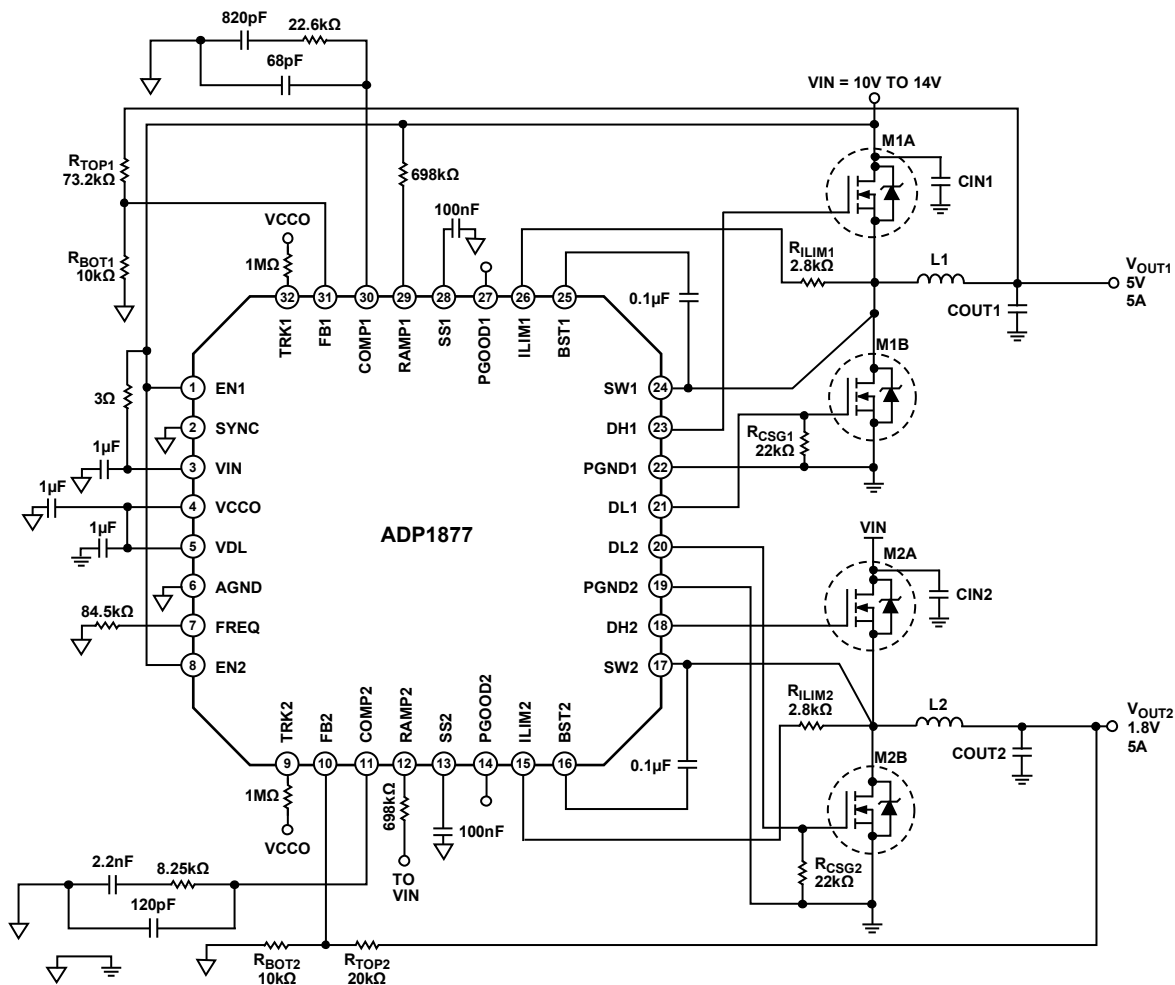 820pF
22.6kΩ
68pF
VIN = 10V TO 14V
M1A
CIN1
RTOP1
73.2kΩ
698kΩ
VCCO
1MΩ
100nF
RBOT1
10kΩ
RILIM1
2.8kΩ
L1
VOUT1
5V
5A
COUT1
0.1µF
32 31 30 29 28 27 26 25
TRK1
FB1
COMP1
RAMP1
SS1
PGOOD1
ILIM1
BST1
M1B
3Ω
1µF
1µF
1µF
84.5kΩ
1 EN1
2 SYNC
3 VIN
4 VCCO
5 VDL
6 AGND
7 FREQ
8 EN2
ADP1877
SW1 24
DH1 23
PGND1 22
DL1 21
DL2 20
PGND2 19
DH2 18
SW2 17
RCSG1
22kΩ
VIN
M2A
CIN2
RILIM2
2.8kΩ
L2
VOUT2
1.8V
5A
COUT2
M2B
TRK2
FB2
COMP2
RAMP2
SS2
PGOOD2
ILIM2
BST2
9 10 11 12 13 14 15 16
0.1µF
1MΩ
VCCO
698kΩ
TO
VIN
100nF
RCSG2
22kΩ
2.2nF
8.25kΩ
120pF
RBOT2
10kΩ
RTOP2
20kΩ